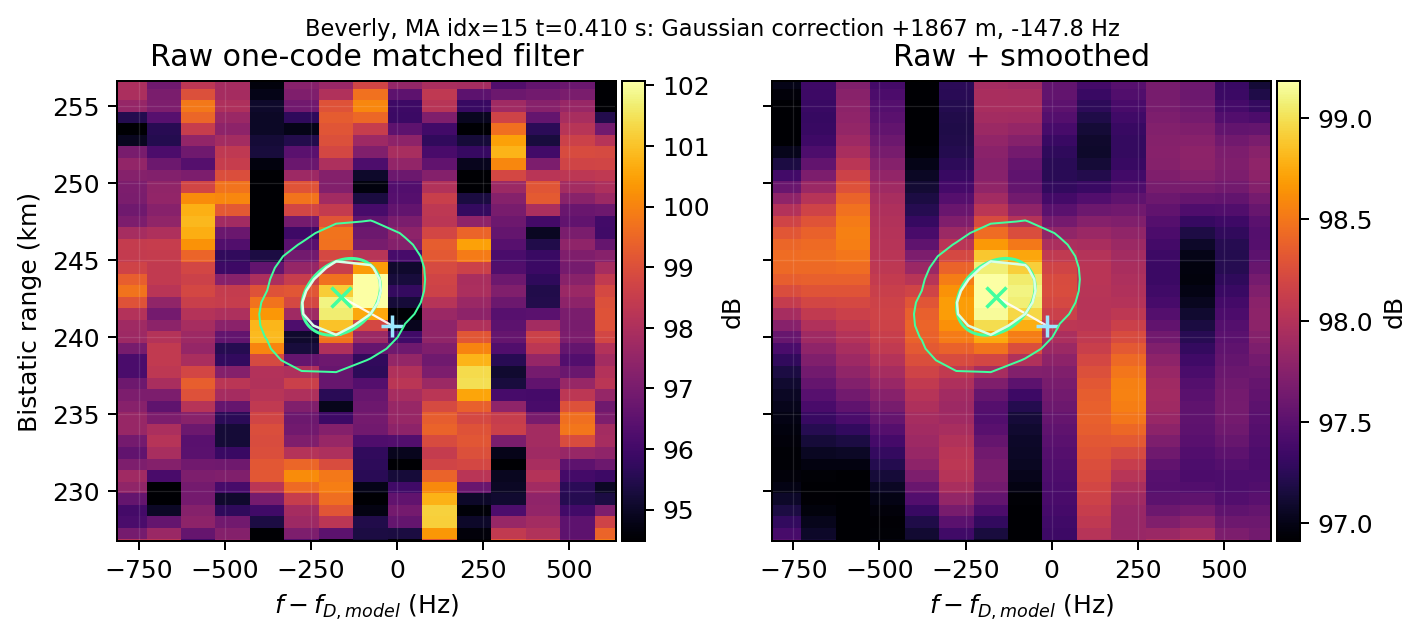 Beverly, MA idx=15 t=0.410 s: Gaussian correction +1867 m, -147.8 Hz
Raw one-code matched filter
Raw + smoothed
Bistatic range (km)
255
250
245
240
235
230
−750 −500 −250 0 250 500
f − f_{D, model} (Hz)
102
101
100
99
98
97
96
95
dB
−750 −500 −250 0 250 500
f − f_{D, model} (Hz)
99.0
98.5
98.0
97.5
97.0
dB